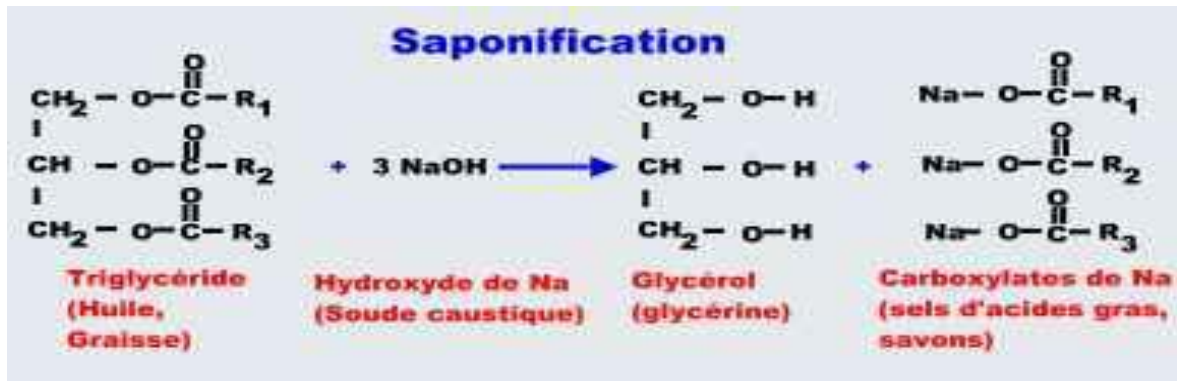 Saponification
O O
CH2 – O–C–R1 CH2– O–H Na– O–C–R1
O O
CH – O–C–R2 + 3 NaOH CH – O–H + Na– O–C–R2
O O
CH2– O–C–R3 CH2– O–H Na– O–C–R3
Triglycéride Hydroxyde de Na Glycérol Carboxylates de Na
(Huile, (Soude caustique) (glycérine) (sels d'acides gras,
Graisse) savons)